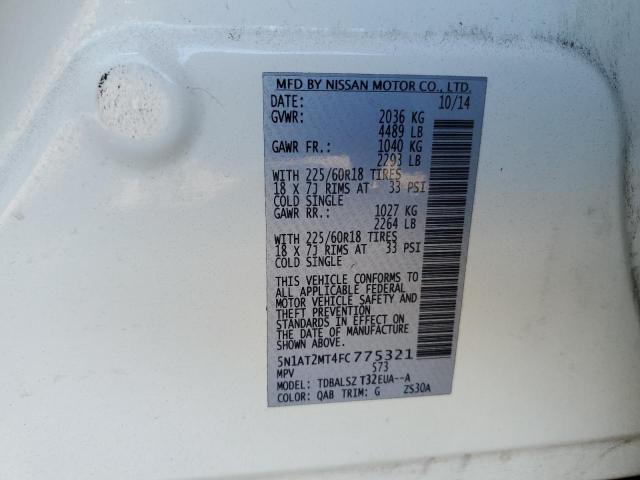 MFD BY NISSAN MOTOR CO., LTD.
DATE: 10/14
GVWR: 2036 KG
4489 LB
GAWR FR.: 1040 KG
2293 LB
WITH 225/60R18 TIRES
18 X 7J RIMS AT 33 PSI
COLD SINGLE
GAWR RR.: 1027 KG
2264 LB
WITH 225/60R18 TIRES
18 X 7J RIMS AT 33 PSI
COLD SINGLE
THIS VEHICLE CONFORMS TO
ALL APPLICABLE FEDERAL
MOTOR VEHICLE SAFETY AND
THEFT PREVENTION
STANDARDS IN EFFECT ON
THE DATE OF MANUFACTURE
SHOWN ABOVE.
5N1AT2MT4FC775321
MPV 573
MODEL: TDBALSZ T32EUA--A
COLOR: QAB TRIM: G ZS30A